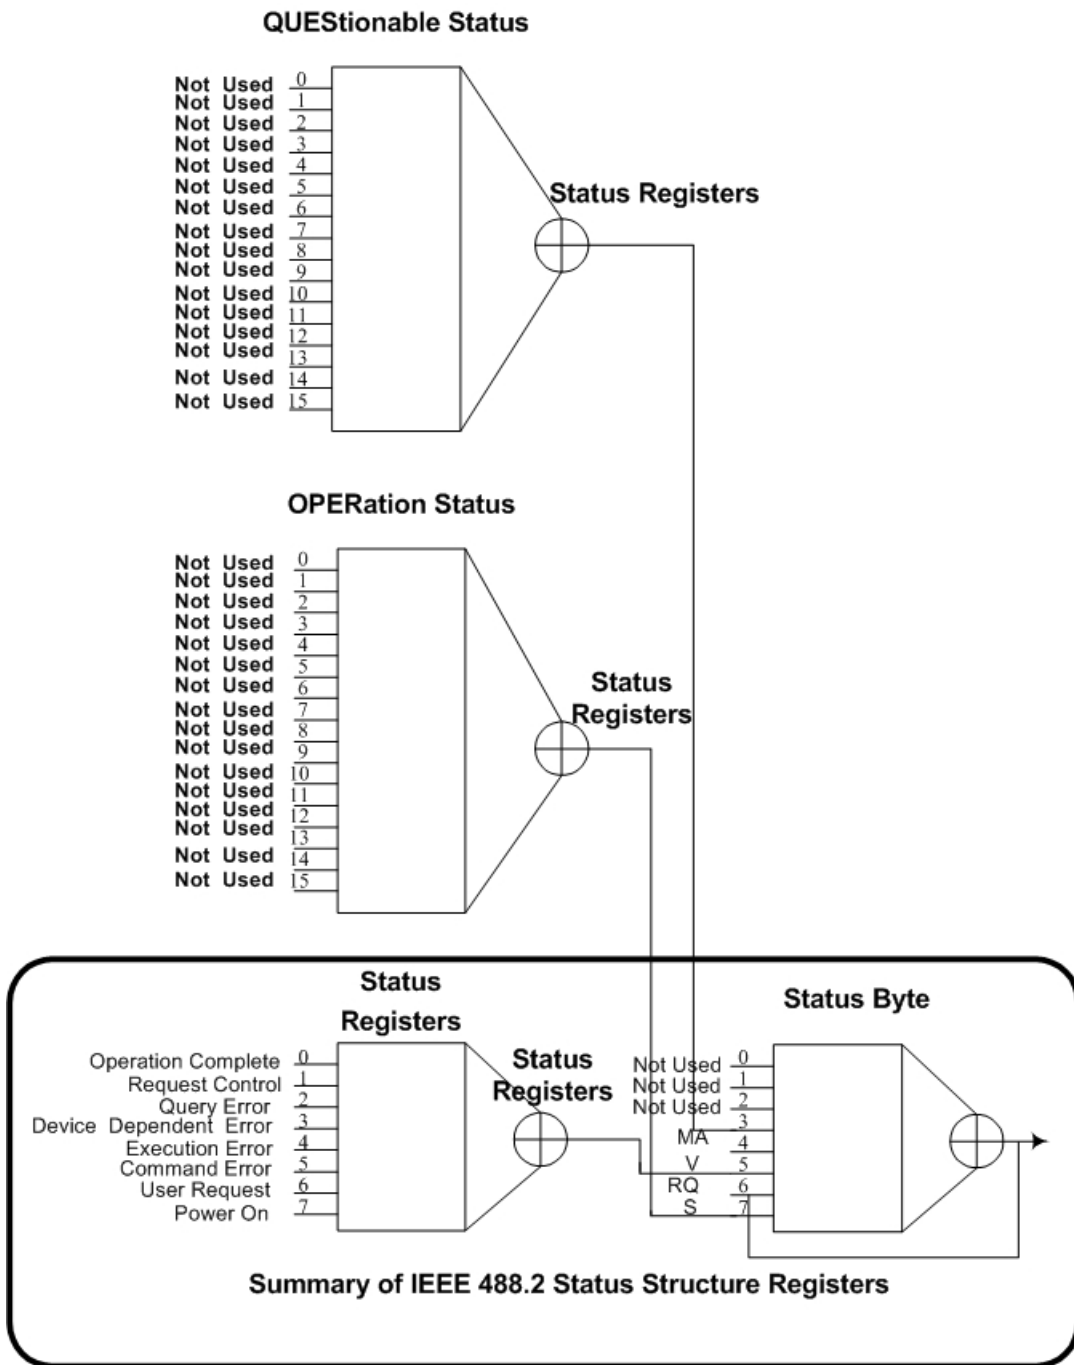 QUEStionable Status
Not Used 0
Not Used 1
Not Used 2
Not Used 3
Not Used 4
Not Used 5
Not Used 6
Not Used 7
Not Used 8
Not Used 9
Not Used 10
Not Used 11
Not Used 12
Not Used 13
Not Used 14
Not Used 15
Status Registers
OPERation Status
Not Used 0
Not Used 1
Not Used 2
Not Used 3
Not Used 4
Not Used 5
Not Used 6
Not Used 7
Not Used 8
Not Used 9
Not Used 10
Not Used 11
Not Used 12
Not Used 13
Not Used 14
Not Used 15
Status
Registers
Status
Registers
Operation Complete 0
Request Control 1
Query Error 2
Device Dependent Error 3
Execution Error 4
Command Error 5
User Request 6
Power On 7
Status
Registers
Status Byte
Not Used 0
Not Used 1
Not Used 2
3
MA 4
V 5
RQ 6
S 7
Summary of IEEE 488.2 Status Structure Registers